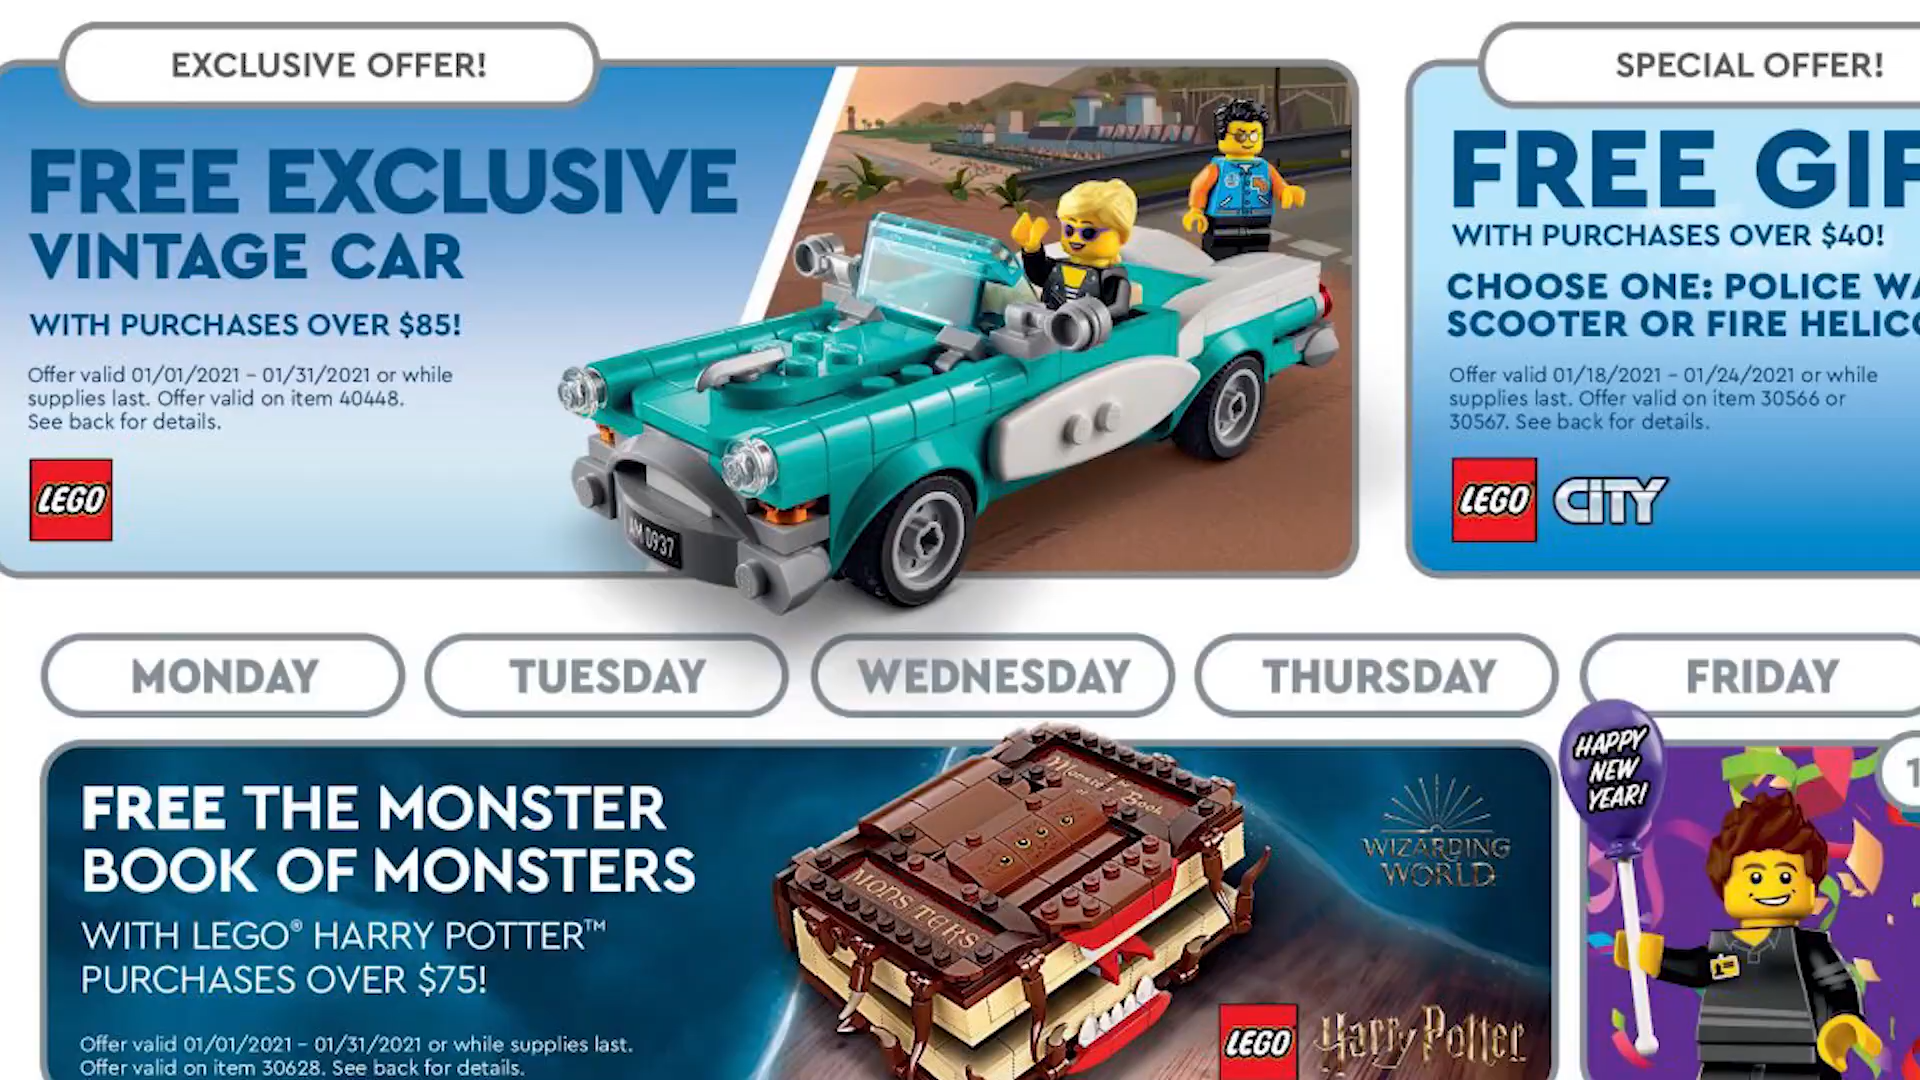 EXCLUSIVE OFFER!
FREE EXCLUSIVE
VINTAGE CAR
WITH PURCHASES OVER $85!
Offer valid 01/01/2021 – 01/31/2021 or while
supplies last. Offer valid on item 40448.
See back for details.
LEGO
AM 0937
SPECIAL OFFER!
FREE GIF
WITH PURCHASES OVER $40!
CHOOSE ONE: POLICE WA
SCOOTER OR FIRE HELICO
Offer valid 01/18/2021 – 01/24/2021 or while
supplies last. Offer valid on item 30566 or
30567. See back for details.
LEGO CITY
MONDAY
TUESDAY
WEDNESDAY
THURSDAY
FRIDAY
FREE THE MONSTER
BOOK OF MONSTERS
WITH LEGO® HARRY POTTER™
PURCHASES OVER $75!
Offer valid 01/01/2021 – 01/31/2021 or while supplies last.
Offer valid on item 30628. See back for details.
Monster Book
of
MONSTERS
WIZARDING
WORLD
LEGO Harry Potter
HAPPY
NEW
YEAR!
1